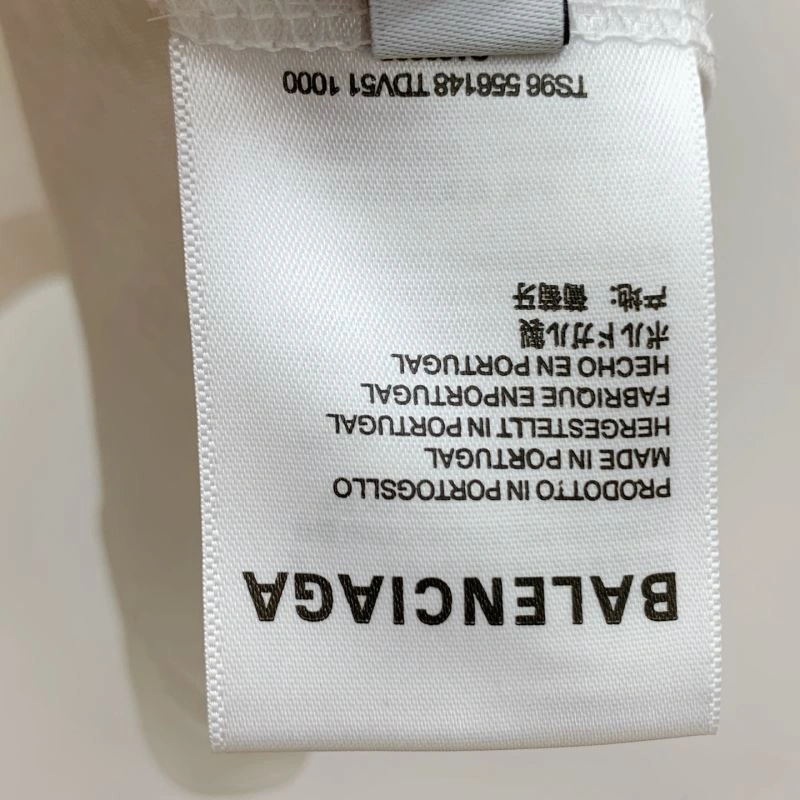 BALENCIAGA
PRODOTTO IN PORTOGSLLO
MADE IN PORTUGAL
HERGESTELLT IN PORTUGAL
FABRIQUE ENPORTUGAL
HECHO EN PORTUGAL
ポルドガル製
产地: 葡萄牙
TS96 556148 TDV51 1000